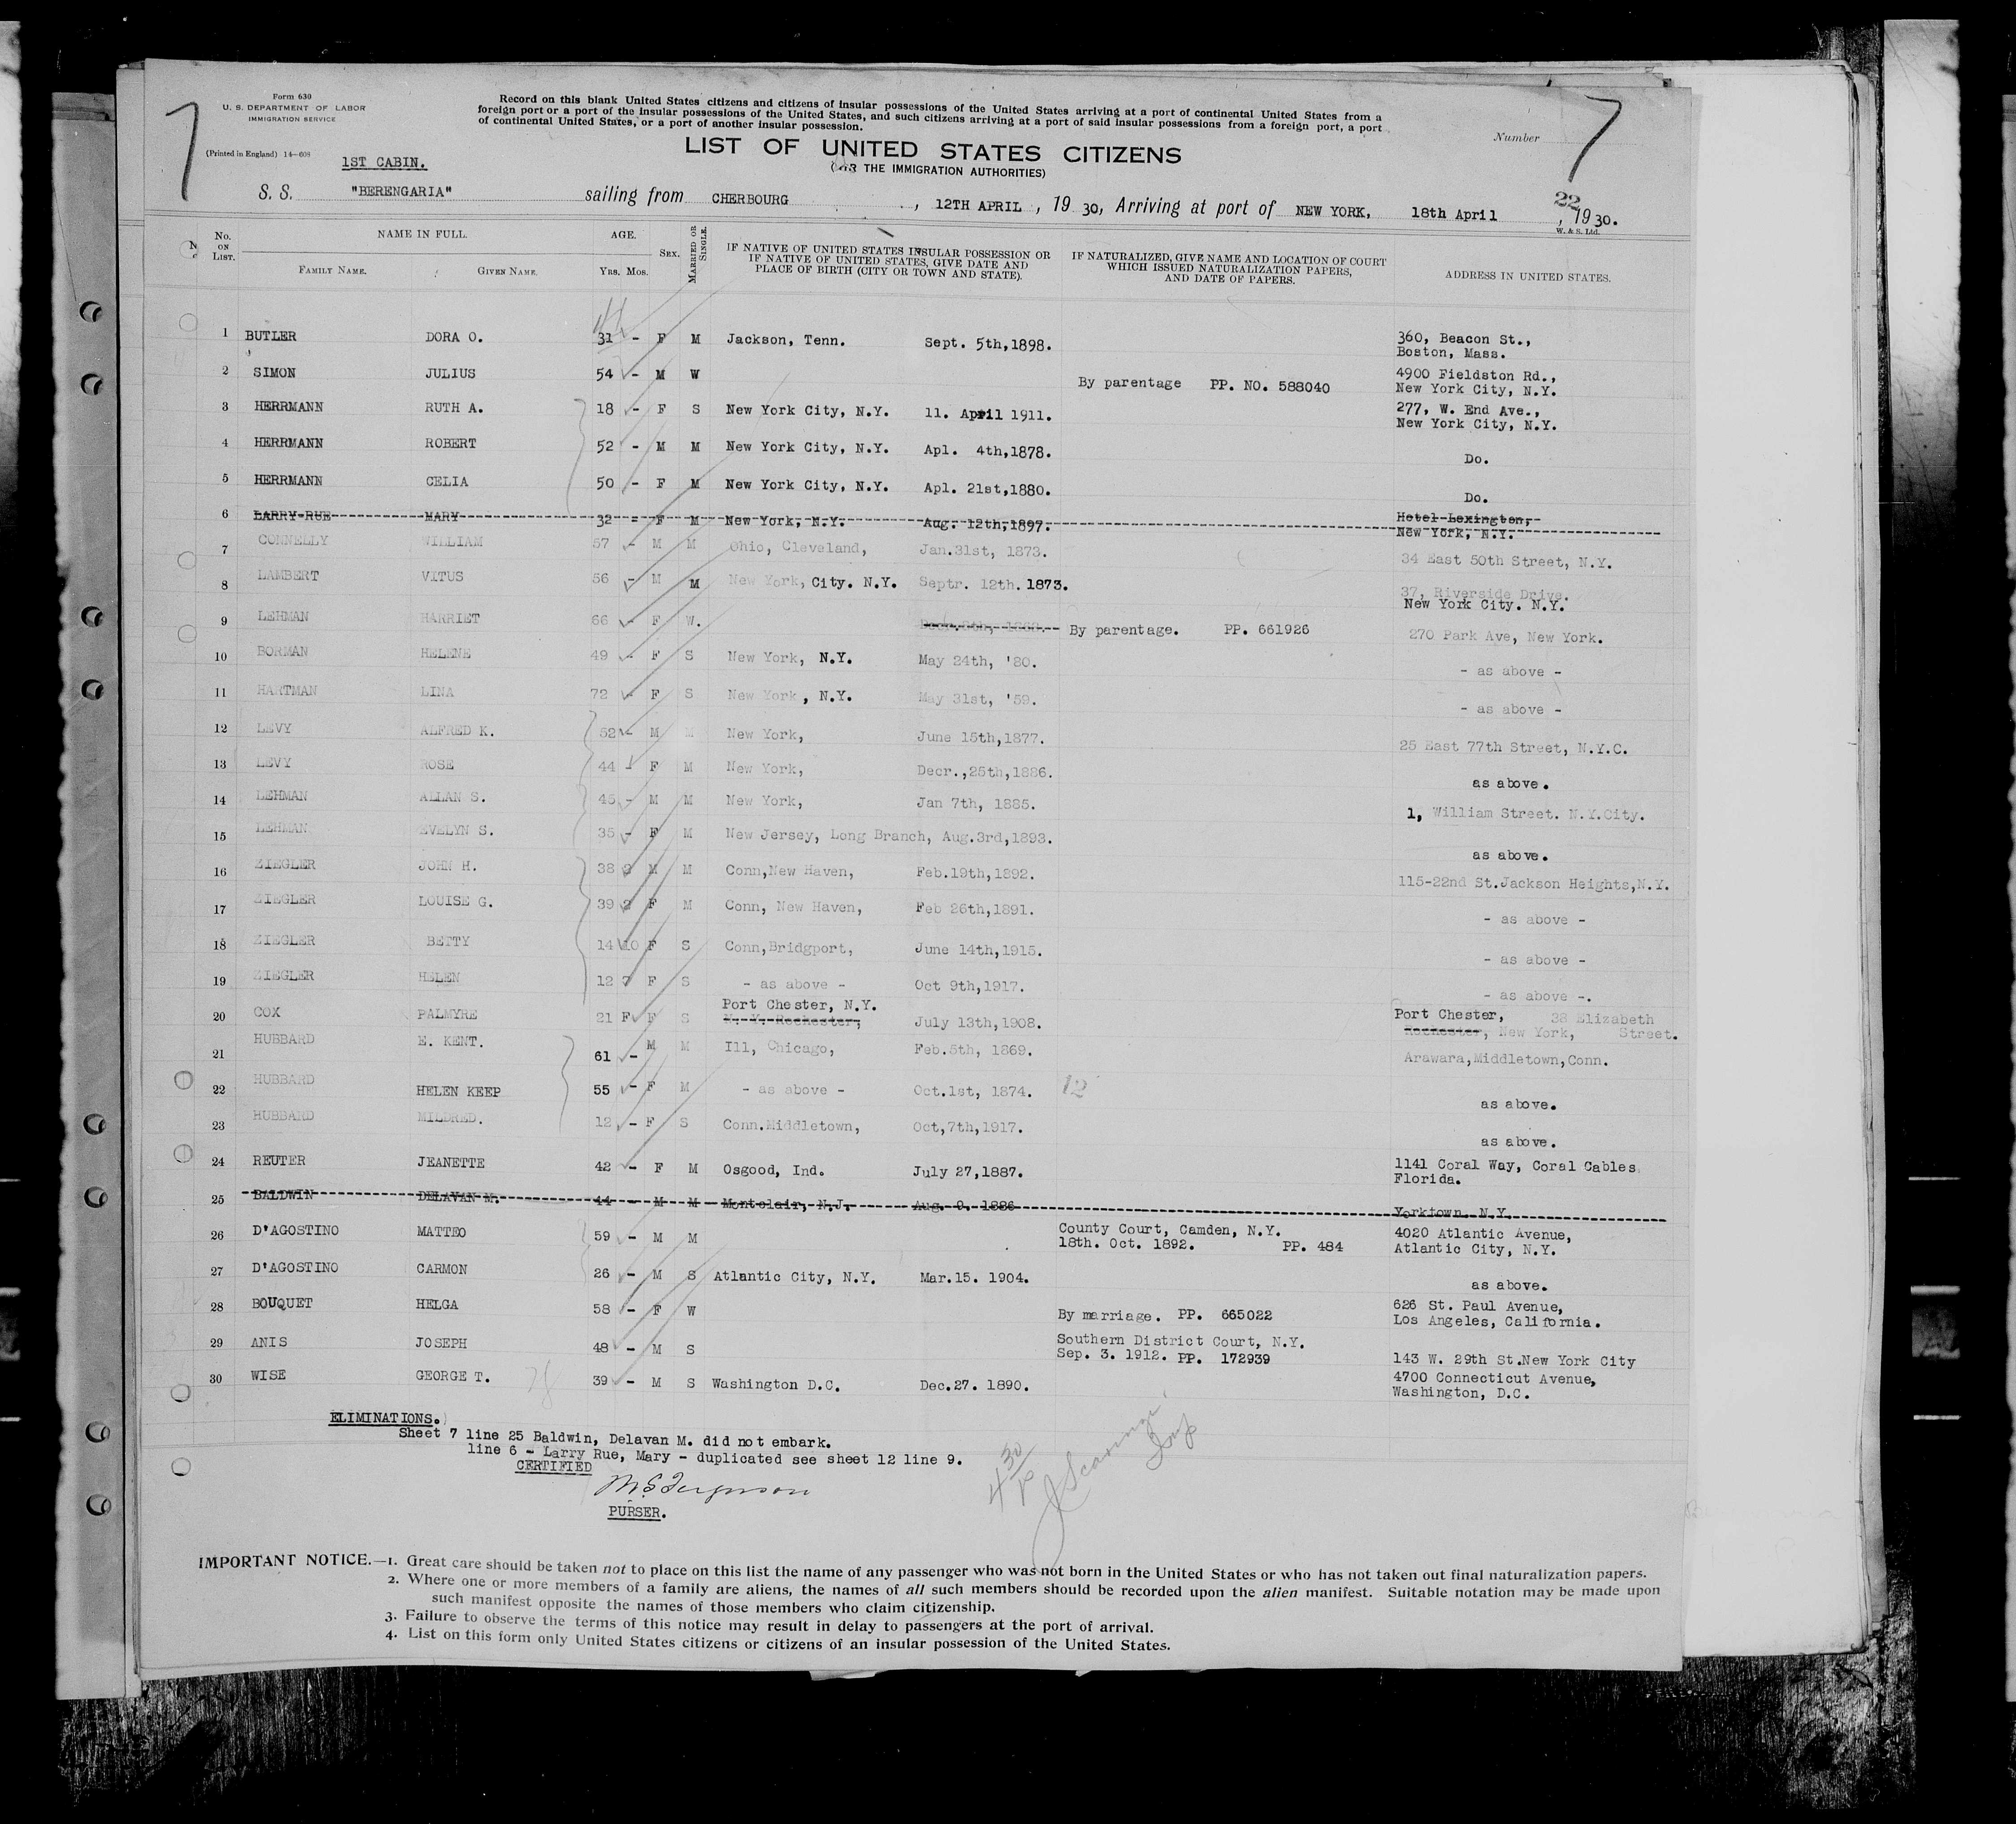 7
Form 630
U. S. DEPARTMENT OF LABOR
IMMIGRATION SERVICE
(Printed in England) 14—608
Record on this blank United States citizens and citizens of insular possessions of the United States arriving at a port of continental United States from a
foreign port or a port of the insular possessions of the United States, and such citizens arriving at a port of said insular possessions from a foreign port, a port
of continental United States, or a port of another insular possession.
Number 7
LIST OF UNITED STATES CITIZENS
(FOR THE IMMIGRATION AUTHORITIES)
1ST CABIN.
S. S. "BERENGARIA" sailing from CHERBOURG, 12TH APRIL, 19 30, Arriving at port of NEW YORK, 18th April 22, 1930.
W. & S. Ltd.
No. ON LIST. NAME IN FULL. AGE. SEX. MARRIED OR SINGLE. IF NATIVE OF UNITED STATES INSULAR POSSESSION OR IF NATIVE OF UNITED STATES, GIVE DATE AND PLACE OF BIRTH (CITY OR TOWN AND STATE). IF NATURALIZED, GIVE NAME AND LOCATION OF COURT WHICH ISSUED NATURALIZATION PAPERS, AND DATE OF PAPERS. ADDRESS IN UNITED STATES.
FAMILY NAME. GIVEN NAME. Yrs. Mos.
1 BUTLER DORA O. 31 - F M Jackson, Tenn. Sept. 5th,1898. 360, Beacon St., Boston, Mass.
2 SIMON JULIUS 54 - M W By parentage PP. NO. 588040 4900 Fieldston Rd., New York City, N.Y.
3 HERRMANN RUTH A. 18 - F S New York City, N.Y. 11. April 1911. 277, W. End Ave., New York City, N.Y.
4 HERRMANN ROBERT 52 - M M New York City, N.Y. Apl. 4th,1878. Do.
5 HERRMANN CELIA 50 - F M New York City, N.Y. Apl. 21st,1880. Do.
6 LARRY-RUE MARY 32 - F M New York, N.Y. Aug. 12th,1897. Hotel Lexington, New York, N.Y.
7 CONNELLY WILLIAM 57 - M M Ohio, Cleveland, Jan.31st, 1873. 34 East 50th Street, N.Y.
8 LAMBERT VITUS 56 - M M New York, City. N.Y. Septr. 12th. 1873. 37, Riverside Drive. New York City. N.Y.
9 LEHMAN HARRIET 66 - F W. By parentage. PP. 661926 270 Park Ave, New York.
10 BORMAN HELENE 49 - F S New York, N.Y. May 24th, '80. - as above -
11 HARTMAN LINA 72 - F S New York, N.Y. May 31st, '59. - as above -
12 LEVY ALFRED K. 52 - M M New York, June 15th,1877. 25 East 77th Street, N.Y.C.
13 LEVY ROSE 44 - F M New York, Decr.,25th,1886. as above.
14 LEHMAN ALLAN S. 45 - M M New York, Jan 7th, 1885. 1, William Street. N.Y.City.
15 LEHMAN EVELYN S. 35 - F M New Jersey, Long Branch, Aug.3rd,1893. as above.
16 ZIEGLER JOHN H. 38 2 M M Conn,New Haven, Feb.19th,1892. 115-22nd St.Jackson Heights,N.Y.
17 ZIEGLER LOUISE G. 39 2 F M Conn, New Haven, Feb 26th,1891. - as above -
18 ZIEGLER BETTY 14 10 F S Conn,Bridgport, June 14th,1915. - as above -
19 ZIEGLER HELEN 12 7 F S - as above - Oct 9th,1917. - as above -.
20 COX PALMYRE 21 F F S Port Chester, N.Y. N. Y. Rochester, July 13th,1908. Port Chester, 38 Elizabeth Rochester, New York, Street.
21 HUBBARD E. KENT. 61 - M M Ill, Chicago, Feb.5th, 1869. Arawara,Middletown,Conn.
22 HUBBARD HELEN KEEP 55 - F M - as above - Oct.1st, 1874. 12 as above.
23 HUBBARD MILDRED. 12 - F S Conn.Middletown, Oct,7th,1917. as above.
24 REUTER JEANETTE 42 - F M Osgood, Ind. July 27,1887. 1141 Coral Way, Coral Cables Florida.
25 BALDWIN DELAVAN M. 44 - M M Montclair, N.J. Aug. 9. 1886 Yorktown N.Y.
26 D'AGOSTINO MATTEO 59 - M M County Court, Camden, N.Y. 18th. Oct. 1892. PP. 484 4020 Atlantic Avenue, Atlantic City, N.Y.
27 D'AGOSTINO CARMON 26 - M S Atlantic City, N.Y. Mar.15. 1904. as above.
28 BOUQUET HELGA 58 - F W By marriage. PP. 665022 626 St. Paul Avenue, Los Angeles, California.
29 ANIS JOSEPH 48 - M S Southern District Court, N.Y. Sep. 3. 1912. PP. 172939 143 W. 29th St.New York City
30 WISE GEORGE T. 39 - M S Washington D.C. Dec.27. 1890. 4700 Connecticut Avenue, Washington, D.C.
ELIMINATIONS.
Sheet 7 line 25 Baldwin, Delavan M. did not embark.
line 6 - Larry Rue, Mary - duplicated see sheet 12 line 9.
CERTIFIED
PURSER.
IMPORTANT NOTICE.—1. Great care should be taken not to place on this list the name of any passenger who was not born in the United States or who has not taken out final naturalization papers.
2. Where one or more members of a family are aliens, the names of all such members should be recorded upon the alien manifest. Suitable notation may be made upon
such manifest opposite the names of those members who claim citizenship.
3. Failure to observe the terms of this notice may result in delay to passengers at the port of arrival.
4. List on this form only United States citizens or citizens of an insular possession of the United States.